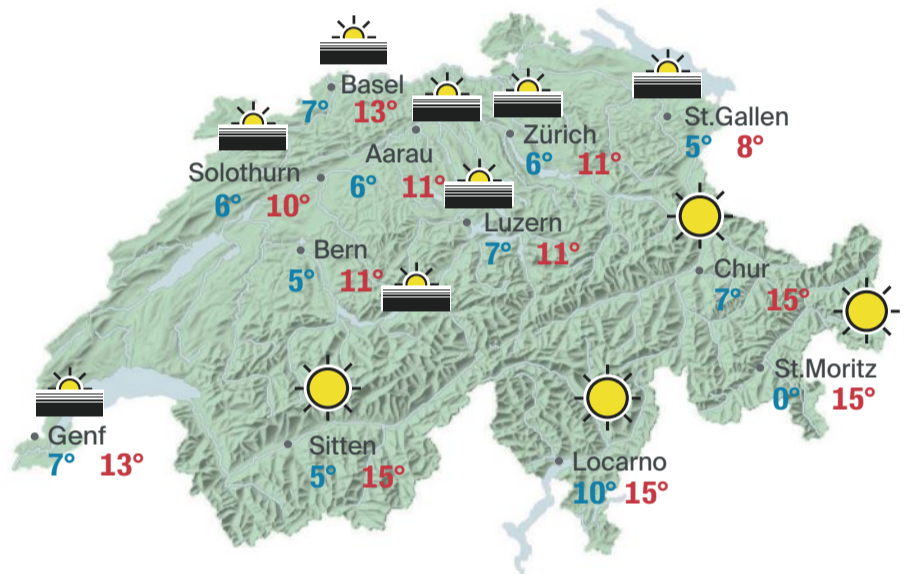 Basel
7° 13°
St.Gallen
5° 8°
Zürich
6° 11°
Aarau
6° 11°
Solothurn
6° 10°
Luzern
7° 11°
Bern
5° 11°
Chur
7° 15°
St.Moritz
0° 15°
Genf
7° 13°
Sitten
5° 15°
Locarno
10° 15°